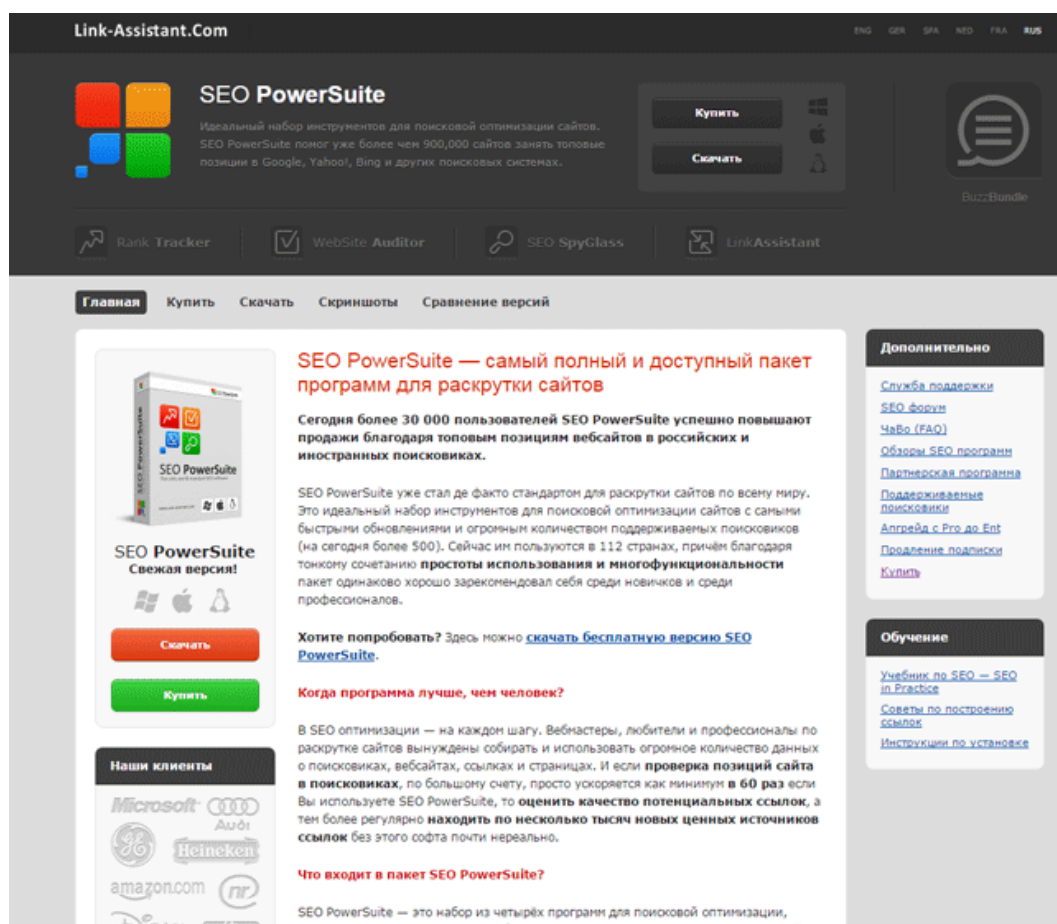 Link-Assistant.Com
ENG GER SPA NED FRA RUS
SEO PowerSuite
Идеальный набор инструментов для поисковой оптимизации сайтов.
SEO PowerSuite помог уже более чем 900,000 сайтов занять топовые
позиции в Google, Yahoo!, Bing и других поисковых системах.
Купить
Скачать
BuzzBundle
Rank Tracker
WebSite Auditor
SEO SpyGlass
LinkAssistant
Главная Купить Скачать Скриншоты Сравнение версий
SEO PowerSuite
SEO PowerSuite
SEO PowerSuite
Свежая версия!
Скачать
Купить
Наши клиенты
Microsoft
Audi
Heineken
amazon.com
SEO PowerSuite — самый полный и доступный пакет
программ для раскрутки сайтов
Сегодня более 30 000 пользователей SEO PowerSuite успешно повышают
продажи благодаря топовым позициям вебсайтов в российских и
иностранных поисковиках.
SEO PowerSuite уже стал де факто стандартом для раскрутки сайтов по всему миру.
Это идеальный набор инструментов для поисковой оптимизации сайтов с самыми
быстрыми обновлениями и огромным количеством поддерживаемых поисковиков
(на сегодня более 500). Сейчас им пользуются в 112 странах, причём благодаря
тонкому сочетанию простоты использования и многофункциональности
пакет одинаково хорошо зарекомендовал себя среди новичков и среди
профессионалов.
Хотите попробовать? Здесь можно скачать бесплатную версию SEO
PowerSuite.
Когда программа лучше, чем человек?
В SEO оптимизации — на каждом шагу. Вебмастеры, любители и профессионалы по
раскрутке сайтов вынуждены собирать и использовать огромное количество данных
о поисковиках, вебсайтах, ссылках и страницах. И если проверка позиций сайта
в поисковиках, по большому счету, просто ускоряется как минимум в 60 раз если
Вы используете SEO PowerSuite, то оценить качество потенциальных ссылок, а
тем более регулярно находить по несколько тысяч новых ценных источников
ссылок без этого софта почти нереально.
Что входит в пакет SEO PowerSuite?
SEO PowerSuite — это набор из четырёх программ для поисковой оптимизации,
Дополнительно
Служба поддержки
SEO форум
ЧаВо (FAQ)
Обзоры SEO программ
Партнерская программа
Поддерживаемые
поисковики
Апгрейд с Pro до Ent
Продление подписки
Купить
Обучение
Учебник по SEO — SEO
in Practice
Советы по построению
ссылок
Инструкции по установке